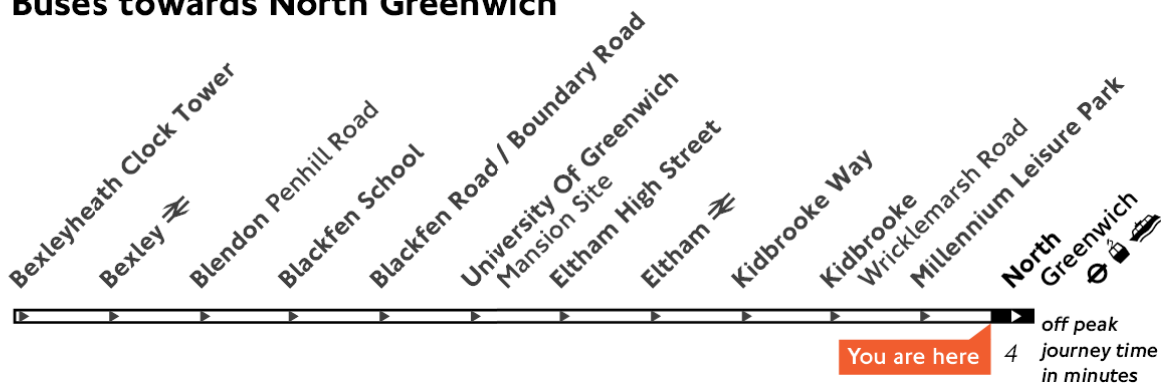 Buses towards North Greenwich
Bexleyheath Clock Tower
Bexley
Blendon Penhill Road
Blackfen School
Blackfen Road / Boundary Road
University Of Greenwich
Mansion Site
Eltham High Street
Eltham
Kidbrooke Way
Kidbrooke
Wricklemarsh Road
Millennium Leisure Park
North
Greenwich
You are here
4
off peak
journey time
in minutes